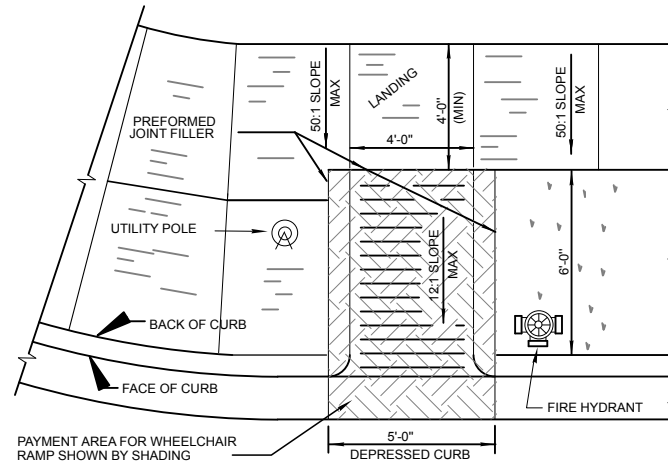 50:1 SLOPE
MAX
LANDING
4'-0"
(MIN)
50:1 SLOPE
MAX
PREFORMED
JOINT FILLER
4'-0"
UTILITY POLE
12:1 SLOPE
MAX
6'-0"
BACK OF CURB
FACE OF CURB
FIRE HYDRANT
PAYMENT AREA FOR WHEELCHAIR
RAMP SHOWN BY SHADING
5'-0"
DEPRESSED CURB